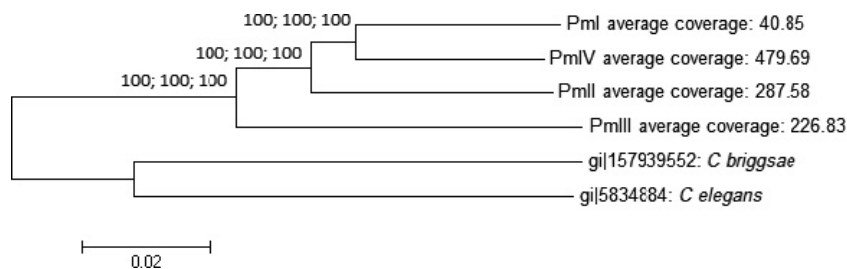 100; 100; 100
PmI average coverage: 40.85
100; 100; 100
PmIV average coverage: 479.69
100; 100; 100
PmII average coverage: 287.58
PmIII average coverage: 226.83
gi|157939552: C briggsae
gi|5834884: C elegans
0.02